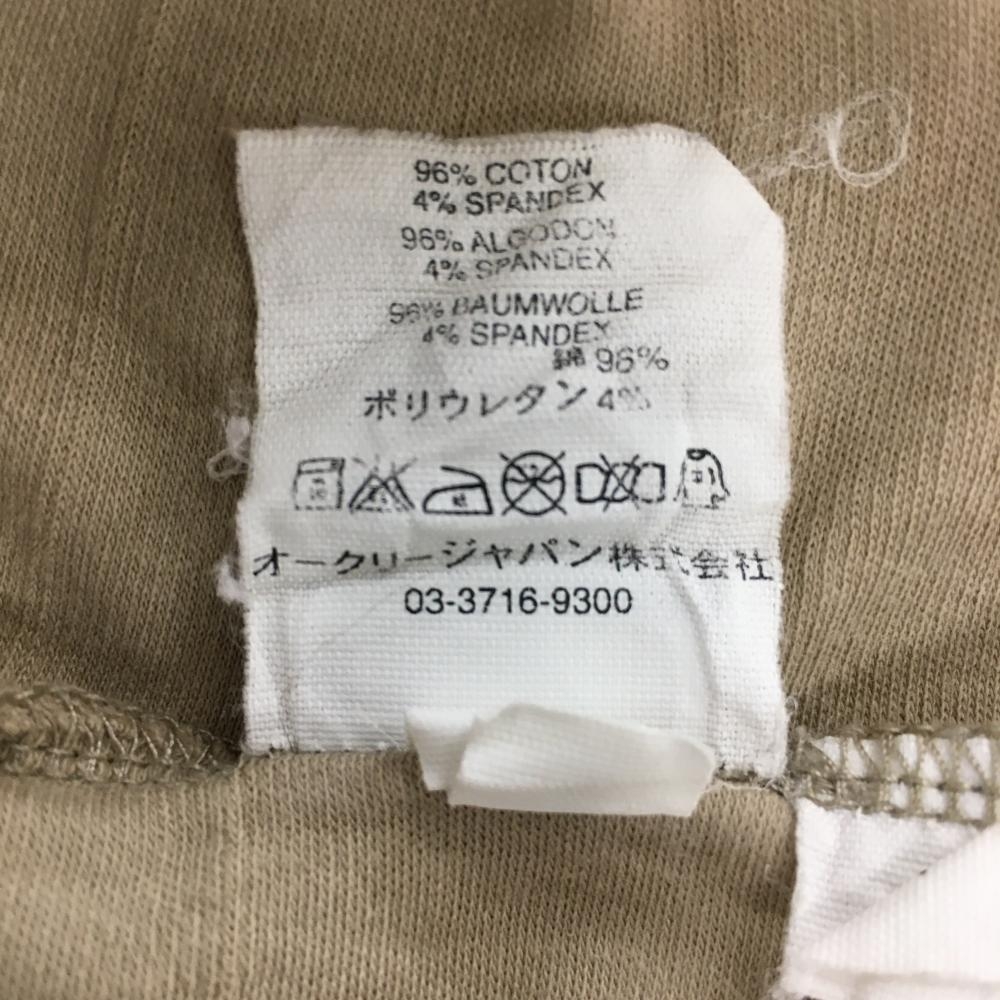 96% COTON
4% SPANDEX
96% ALGODON
4% SPANDEX
96% BAUMWOLLE
4% SPANDEX
綿 96%
ポリウレタン 4%
オークリージャパン株式会社
03-3716-9300